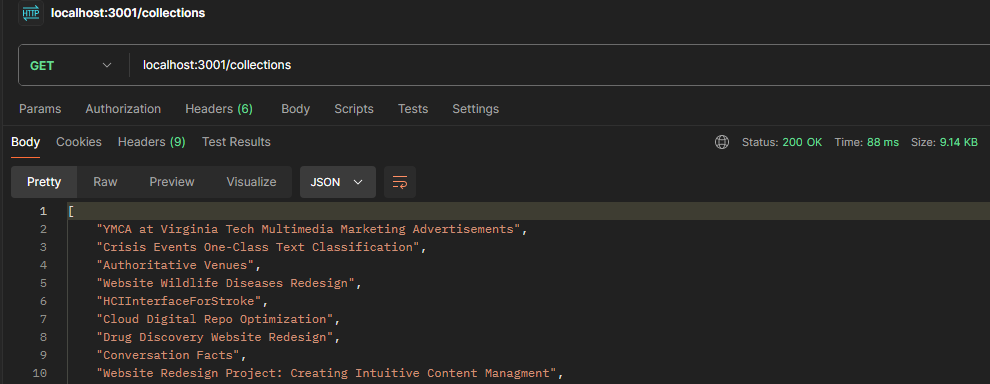 HTTP localhost:3001/collections
GET localhost:3001/collections
Params Authorization Headers (6) Body Scripts Tests Settings
Body Cookies Headers (9) Test Results Status: 200 OK Time: 88 ms Size: 9.14 KB
Pretty Raw Preview Visualize JSON
1 [
2 "YMCA at Virginia Tech Multimedia Marketing Advertisements",
3 "Crisis Events One-Class Text Classification",
4 "Authoritative Venues",
5 "Website Wildlife Diseases Redesign",
6 "HCIInterfaceForStroke",
7 "Cloud Digital Repo Optimization",
8 "Drug Discovery Website Redesign",
9 "Conversation Facts",
10 "Website Redesign Project: Creating Intuitive Content Managment",